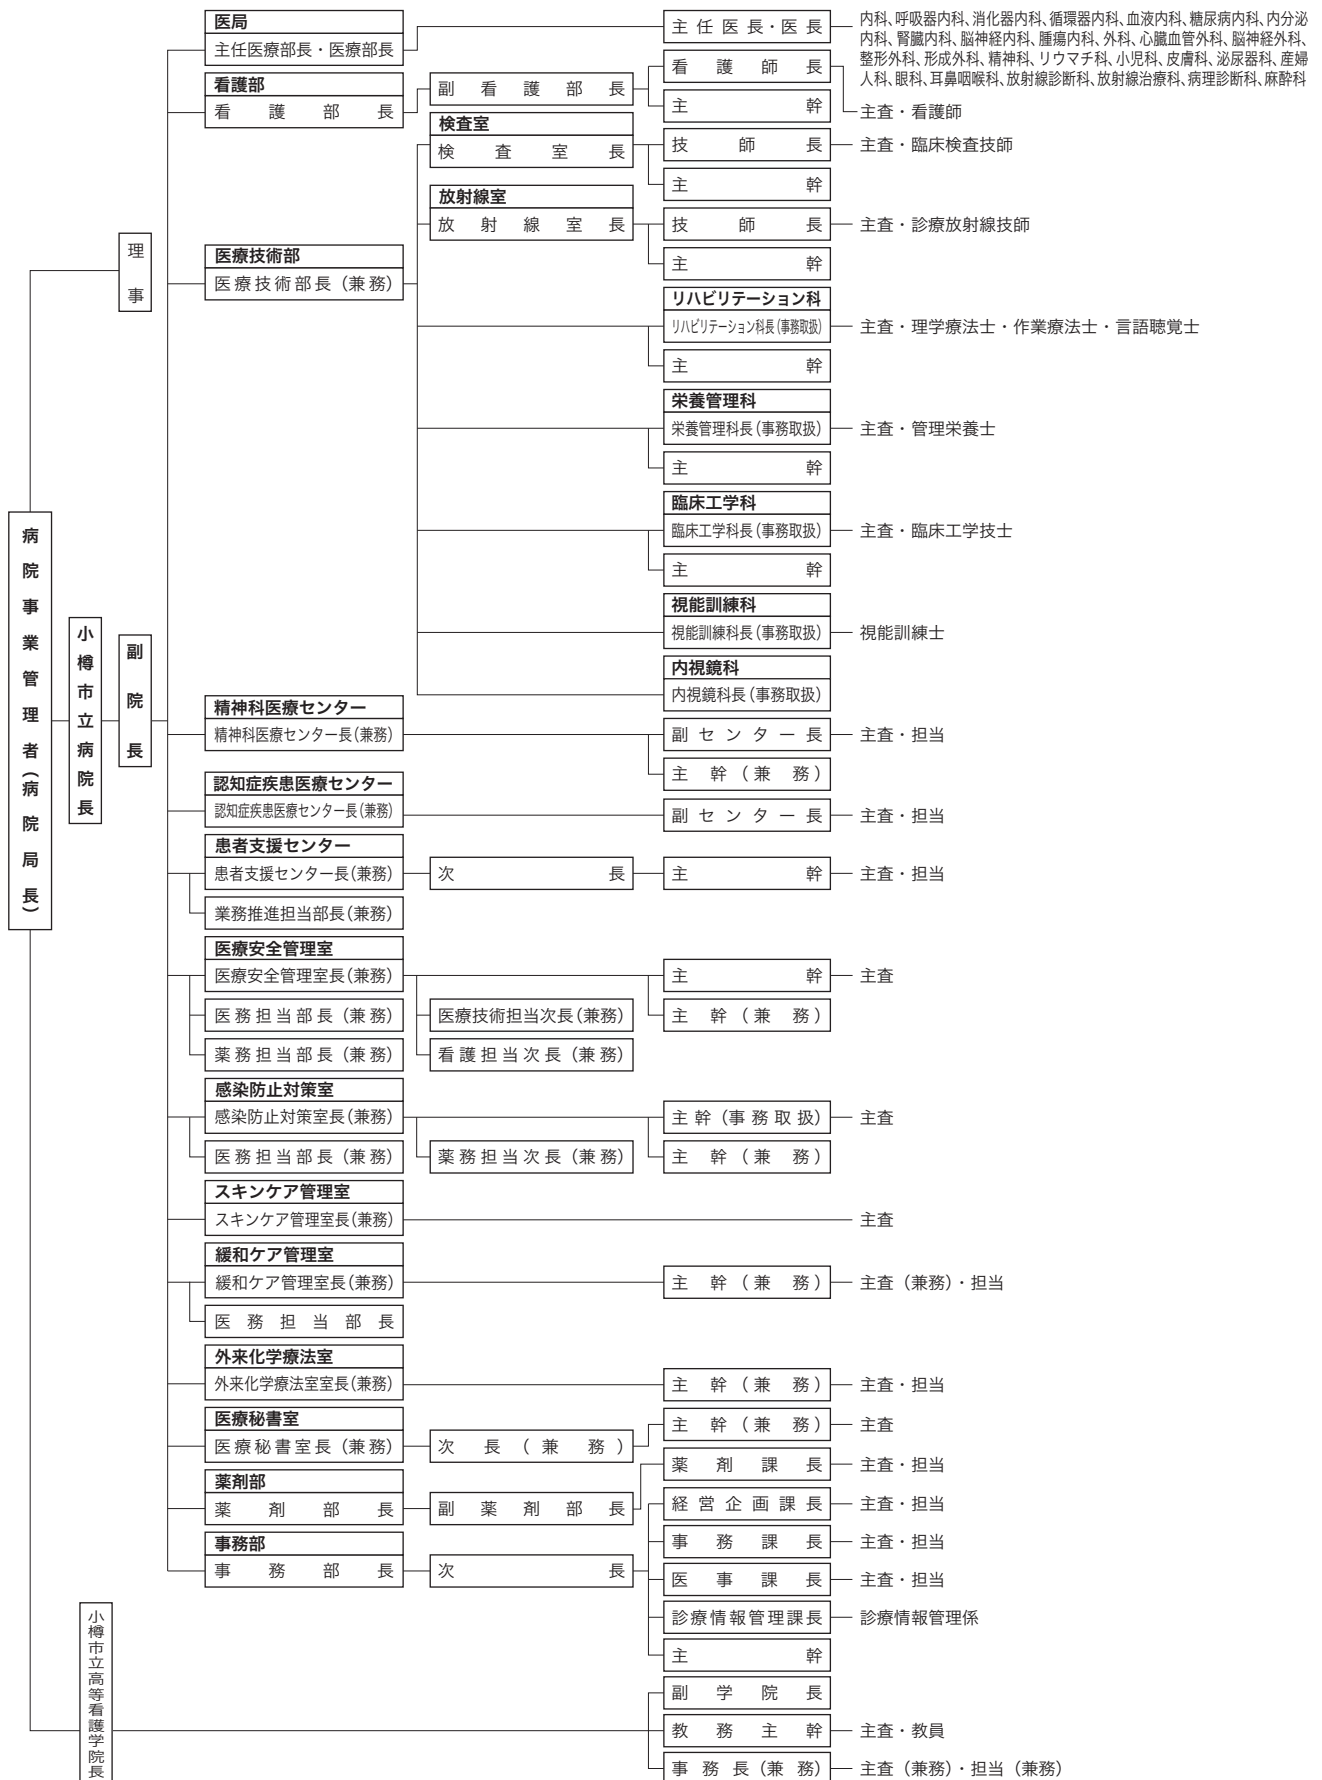 病院事業管理者(病院局長)
理事
小樽市立病院長
副院長
医局
主任医療部長・医療部長
主任医長・医長
内科、呼吸器内科、消化器内科、循環器内科、血液内科、糖尿病内科、内分泌
内科、腎臓内科、脳神経内科、腫瘍内科、外科、心臓血管外科、脳神経外科、
整形外科、形成外科、精神科、リウマチ科、小児科、皮膚科、泌尿器科、産婦
人科、眼科、耳鼻咽喉科、放射線診断科、放射線治療科、病理診断科、麻酔科
看護部
看護部長
副看護部長
看護師長
主幹
主査・看護師
医療技術部
医療技術部長(兼務)
検査室
検査室長
技師長
主査・臨床検査技師
主幹
放射線室
放射線室長
技師長
主査・診療放射線技師
主幹
リハビリテーション科
リハビリテーション科長(事務取扱)
主査・理学療法士・作業療法士・言語聴覚士
主幹
栄養管理科
栄養管理科長(事務取扱)
主査・管理栄養士
主幹
臨床工学科
臨床工学科長(事務取扱)
主査・臨床工学技士
主幹
視能訓練科
視能訓練科長(事務取扱)
視能訓練士
内視鏡科
内視鏡科長(事務取扱)
精神科医療センター
精神科医療センター長(兼務)
副センター長
主査・担当
主幹(兼務)
認知症疾患医療センター
認知症疾患医療センター長(兼務)
副センター長
主査・担当
患者支援センター
患者支援センター長(兼務)
次長
主幹
主査・担当
業務推進担当部長(兼務)
医療安全管理室
医療安全管理室長(兼務)
主幹
主査
医務担当部長(兼務)
医療技術担当次長(兼務)
主幹(兼務)
薬務担当部長(兼務)
看護担当次長(兼務)
感染防止対策室
感染防止対策室長(兼務)
主幹(事務取扱)
主査
医務担当部長(兼務)
薬務担当次長(兼務)
主幹(兼務)
スキンケア管理室
スキンケア管理室長(兼務)
主査
緩和ケア管理室
緩和ケア管理室長(兼務)
主幹(兼務)
主査(兼務)・担当
医務担当部長
外来化学療法室
外来化学療法室室長(兼務)
主幹(兼務)
主査・担当
医療秘書室
医療秘書室長(兼務)
次長(兼務)
主幹(兼務)
主査
薬剤部
薬剤部長
副薬剤部長
薬剤課長
主査・担当
事務部
事務部長
次長
経営企画課長
主査・担当
事務課長
主査・担当
医事課長
主査・担当
診療情報管理課長
診療情報管理係
主幹
小樽市立高等看護学院長
副学院長
教務主幹
主査・教員
事務長(兼務)
主査(兼務)・担当(兼務)